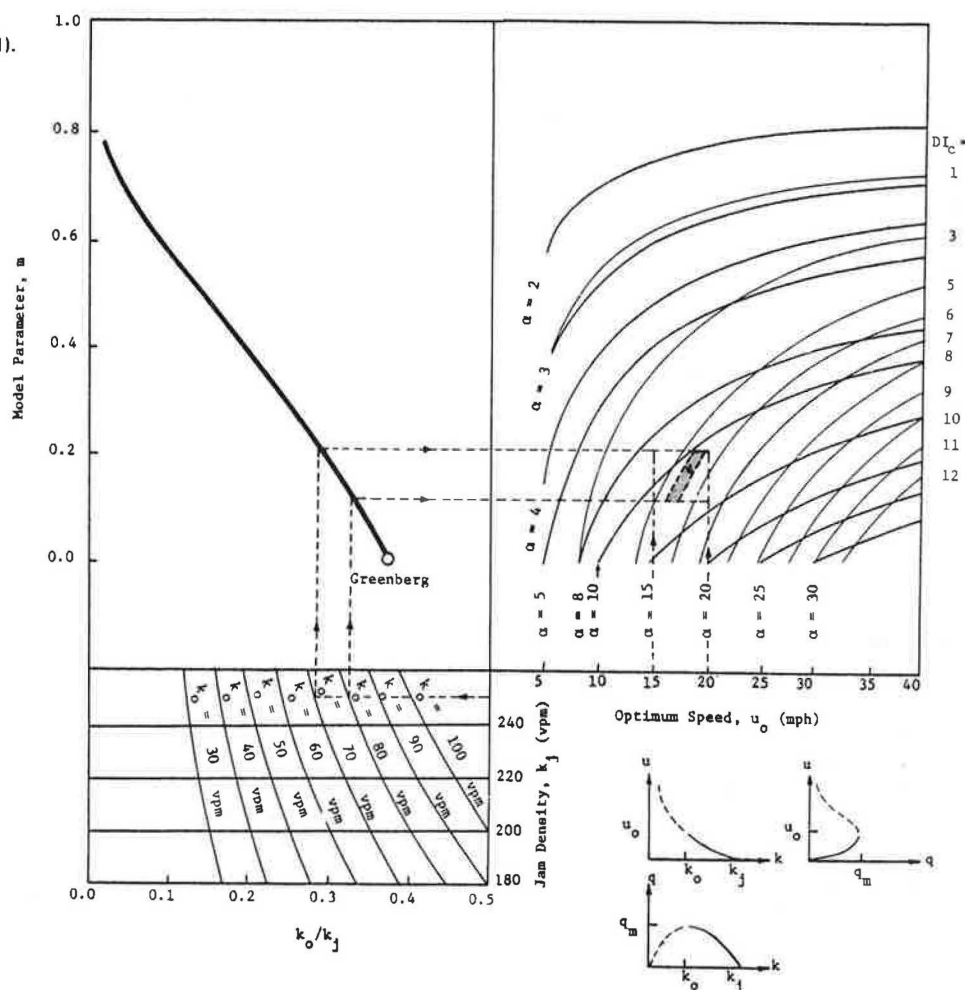 l).
1.0
0.8
0.6
0.4
0.2
0.0
Model Parameter, m
Greenberg
DI_c =
1
3
5
6
7
8
9
10
11
12
α = 2
α = 3
α = 4
α = 5
α = 8
α = 10
α = 15
α = 20
α = 25
α = 30
5 10 15 20 25 30 35 40
Optimum Speed, u_o (mph)
k_o = 30 vpm
k_o = 40 vpm
k_o = 50 vpm
k_o = 60 vpm
k_o = 70 vpm
k_o = 80 vpm
k_o = 90 vpm
k_o = 100 vpm
240
220
200
180
Jam Density, k_j (vpm)
0.0 0.1 0.2 0.3 0.4 0.5
k_o/k_j
u
u_o
k_o k_j k
u
u_o
q_m q
q
q_m
k_o k_j k